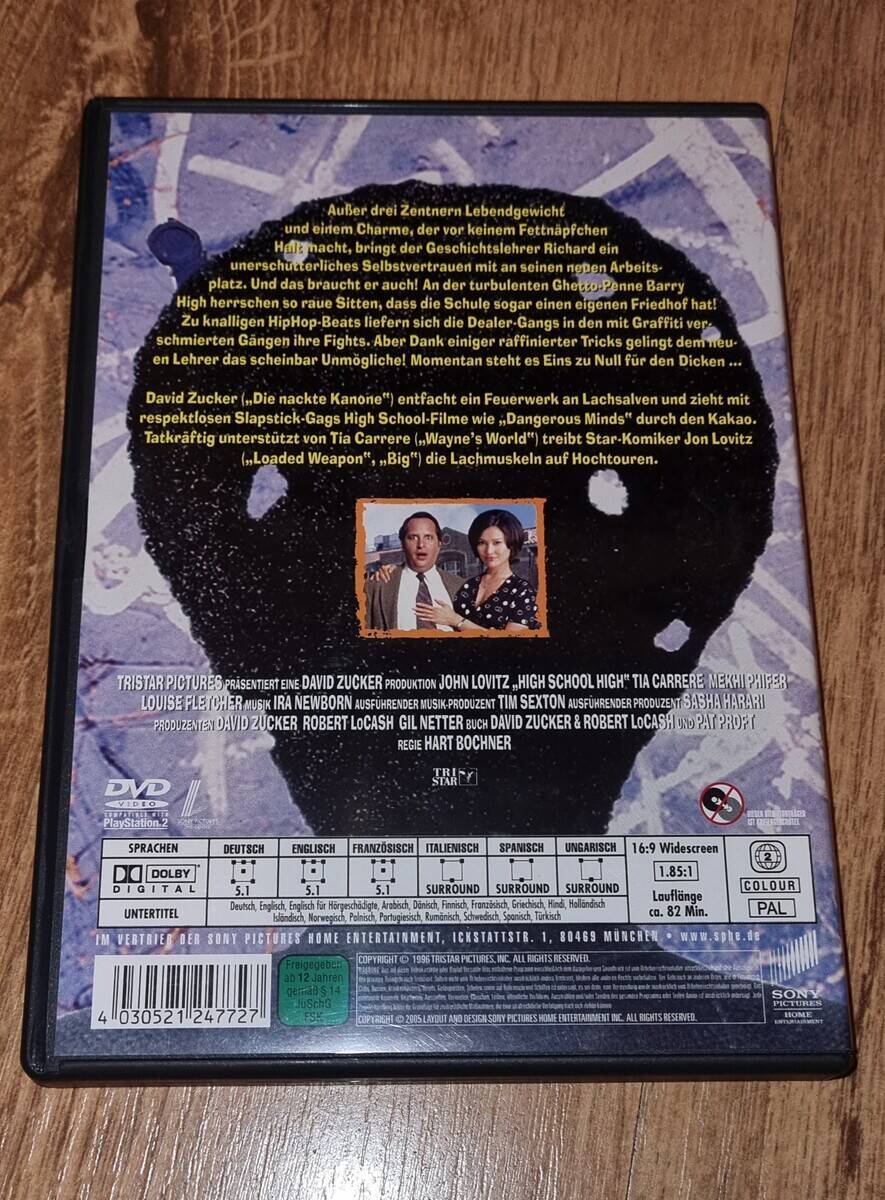 Außer drei Zentnern Lebendgewicht
und einem Charme, der vor keinem Fettnäpfchen
Halt macht, bringt der Geschichtslehrer Richard ein
unerschütterliches Selbstvertrauen mit an seinen neuen Arbeits-
platz. Und das braucht er auch! An der turbulenten Ghetto-Penne Barry
High herrschen so raue Sitten, dass die Schule sogar einen eigenen Friedhof hat!
Zu knalligen HipHop-Beats liefern sich die Dealer-Gangs in den mit Graffiti ver-
schmierten Gängen ihre Fights. Aber Dank einiger raffinierter Tricks gelingt dem neu-
en Lehrer das scheinbar Unmögliche! Momentan steht es Eins zu Null für den Dicken ...
David Zucker („Die nackte Kanone") entfacht ein Feuerwerk an Lachsalven und zieht mit
respektlosen Slapstick-Gags High School-Filme wie „Dangerous Minds" durch den Kakao.
Tatkräftig unterstützt von Tia Carrere („Wayne's World") treibt Star-Komiker Jon Lovitz
(„Loaded Weapon", „Big") die Lachmuskeln auf Hochtouren.
TRISTAR PICTURES PRÄSENTIERT EINE DAVID ZUCKER PRODUKTION JOHN LOVITZ „HIGH SCHOOL HIGH" TIA CARRERE MEKHI PHIFER
LOUISE FLETCHER MUSIK IRA NEWBORN AUSFÜHRENDER MUSIK-PRODUZENT TIM SEXTON AUSFÜHRENDER PRODUZENT SASHA HARARI
PRODUZENTEN DAVID ZUCKER ROBERT LoCASH GIL NETTER BUCH DAVID ZUCKER & ROBERT LoCASH UND PAT PROFT
REGIE HART BOCHNER
TRI
STAR
DVD
VIDEO
COMPATIBLE WITH
PlayStation.2
SONY PICTURES
SPRACHEN DEUTSCH ENGLISCH FRANZÖSISCH ITALIENISCH SPANISCH UNGARISCH
DOLBY
DIGITAL
5.1 5.1 5.1 SURROUND SURROUND SURROUND
UNTERTITEL
Deutsch, Englisch, Englisch für Hörgeschädigte, Arabisch, Dänisch, Finnisch, Französisch, Griechisch, Hindi, Holländisch
Isländisch, Norwegisch, Polnisch, Portugiesisch, Rumänisch, Schwedisch, Spanisch, Türkisch
16:9 Widescreen
1.85:1
Lauflänge
ca. 82 Min.
2
COLOUR
PAL
IM VERTRIEB DER SONY PICTURES HOME ENTERTAINMENT, ICKSTATTSTR. 1, 80469 MÜNCHEN • www.sphe.de
4 030521 247727
Freigegeben
ab 12 Jahren
gemäß § 14
JuSchG
FSK
COPYRIGHT © 1996 TRISTAR PICTURES, INC. ALL RIGHTS RESERVED.
COPYRIGHT © 2005 LAYOUT AND DESIGN SONY PICTURES HOME ENTERTAINMENT INC. ALL RIGHTS RESERVED.
SONY
PICTURES
HOME
ENTERTAINMENT